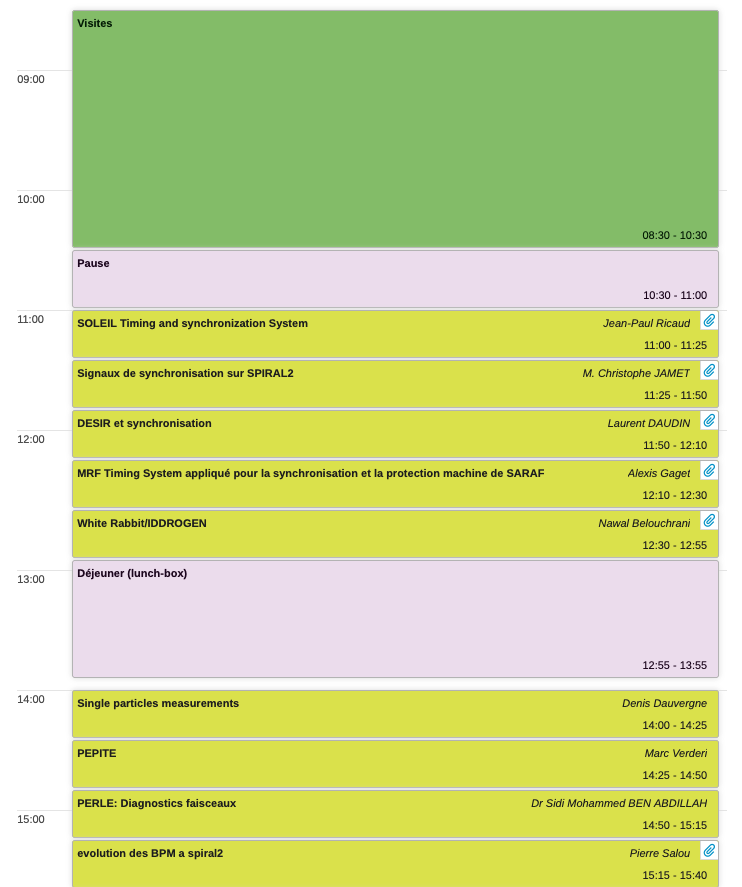 Visites
09:00
10:00
08:30 - 10:30
Pause
10:30 - 11:00
11:00
SOLEIL Timing and synchronization System Jean-Paul Ricaud
11:00 - 11:25
Signaux de synchronisation sur SPIRAL2 M. Christophe JAMET
11:25 - 11:50
DESIR et synchronisation Laurent DAUDIN
12:00
11:50 - 12:10
MRF Timing System appliqué pour la synchronisation et la protection machine de SARAF Alexis Gaget
12:10 - 12:30
White Rabbit/IDDROGEN Nawal Belouchrani
12:30 - 12:55
Déjeuner (lunch-box)
13:00
12:55 - 13:55
14:00
Single particles measurements Denis Dauvergne
14:00 - 14:25
PEPITE Marc Verderi
14:25 - 14:50
PERLE: Diagnostics faisceaux Dr Sidi Mohammed BEN ABDILLAH
15:00
14:50 - 15:15
evolution des BPM a spiral2 Pierre Salou
15:15 - 15:40